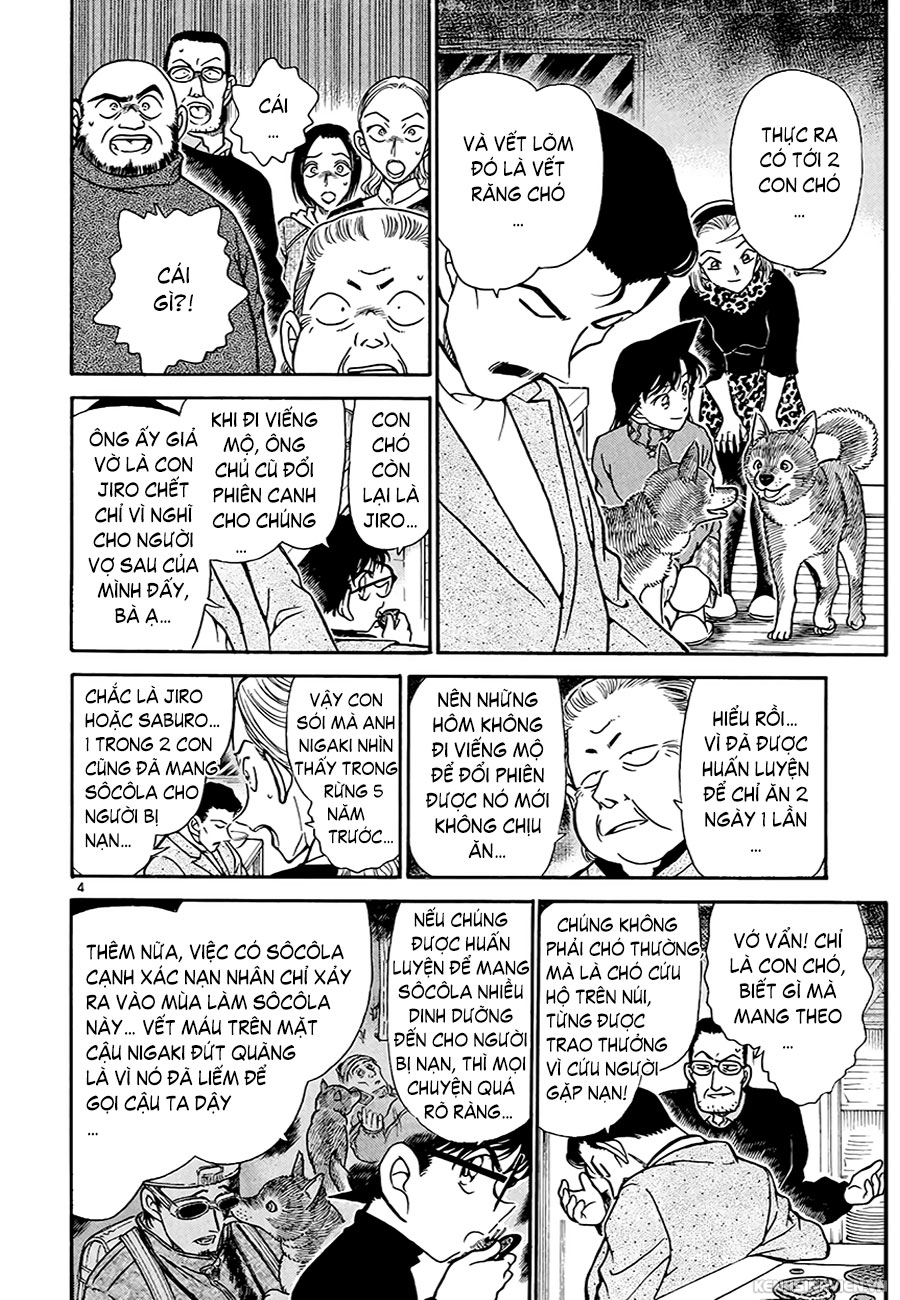 THỰC RA
CÓ TỚI 2
CON CHÓ
...
VÀ VẾT LÕM
ĐÓ LÀ VẾT
RĂNG CHÓ
...
CÁI
...
CÁI
GÌ?!
CON
CHÓ
CÒN
LẠI LÀ
JIRO...
KHI ĐI VIẾNG
MỘ, ÔNG
CHỦ CŨ ĐỔI
PHIÊN CANH
CHO CHÚNG
...
ÔNG ẤY GIẢ
VỜ LÀ CON
JIRO CHẾT
CHỈ VÌ NGHĨ
CHO NGƯỜI
VỢ SAU CỦA
MÌNH ĐẤY,
BÀ Ạ...
HIỂU RỒI...
VÌ ĐÃ ĐƯỢC
HUẤN LUYỆN
ĐỂ CHỈ ĂN 2
NGÀY 1 LẦN
...
NÊN NHỮNG
HÔM KHÔNG
ĐI VIẾNG MỘ
ĐỂ ĐỔI PHIÊN
ĐƯỢC NÓ MỚI
KHÔNG CHỊU
ĂN...
VẬY CON
SÓI MÀ ANH
NIGAKI NHÌN
THẤY TRONG
RỪNG 5
NĂM
TRƯỚC...
CHẮC LÀ JIRO
HOẶC SABURO...
1 TRONG 2 CON
CŨNG ĐÃ MANG
SÔCÔLA CHO
NGƯỜI BỊ
NẠN...
4
VỚ VẨN! CHỈ
LÀ CON CHÓ,
BIẾT GÌ MÀ
MANG THEO
...
CHÚNG KHÔNG
PHẢI CHÓ THƯỜNG
MÀ LÀ CHÓ CỨU
HỘ TRÊN NÚI,
TỪNG ĐƯỢC
TRAO THƯỞNG
VÌ CỨU NGƯỜI
GẶP NẠN!
NẾU CHÚNG
ĐƯỢC HUẤN
LUYỆN ĐỂ MANG
SÔCÔLA NHIỀU
DINH DƯỠNG
ĐẾN CHO NGƯỜI
BỊ NẠN, THÌ MỌI
CHUYỆN QUÁ
RÕ RÀNG...
THÊM NỮA, VIỆC CÓ SÔCÔLA
CẠNH XÁC NẠN NHÂN CHỈ XẢY
RA VÀO MÙA LÀM SÔCÔLA
NÀY... VẾT MÁU TRÊN MẶT
CẬU NIGAKI ĐỨT QUÃNG
LÀ VÌ NÓ ĐÃ LIẾM ĐỂ
GỌI CẬU TA DẬY
...